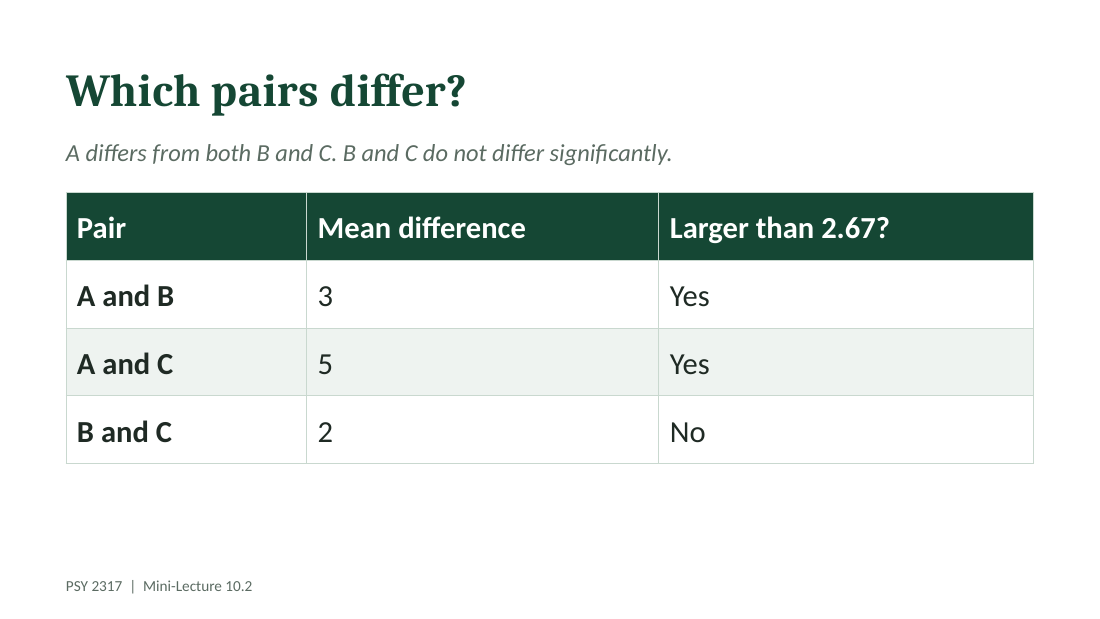 Which pairs differ?
A differs from both B and C. B and C do not differ significantly.
Pair Mean difference Larger than 2.67?
A and B 3 Yes
A and C 5 Yes
B and C 2 No
PSY 2317 | Mini-Lecture 10.2